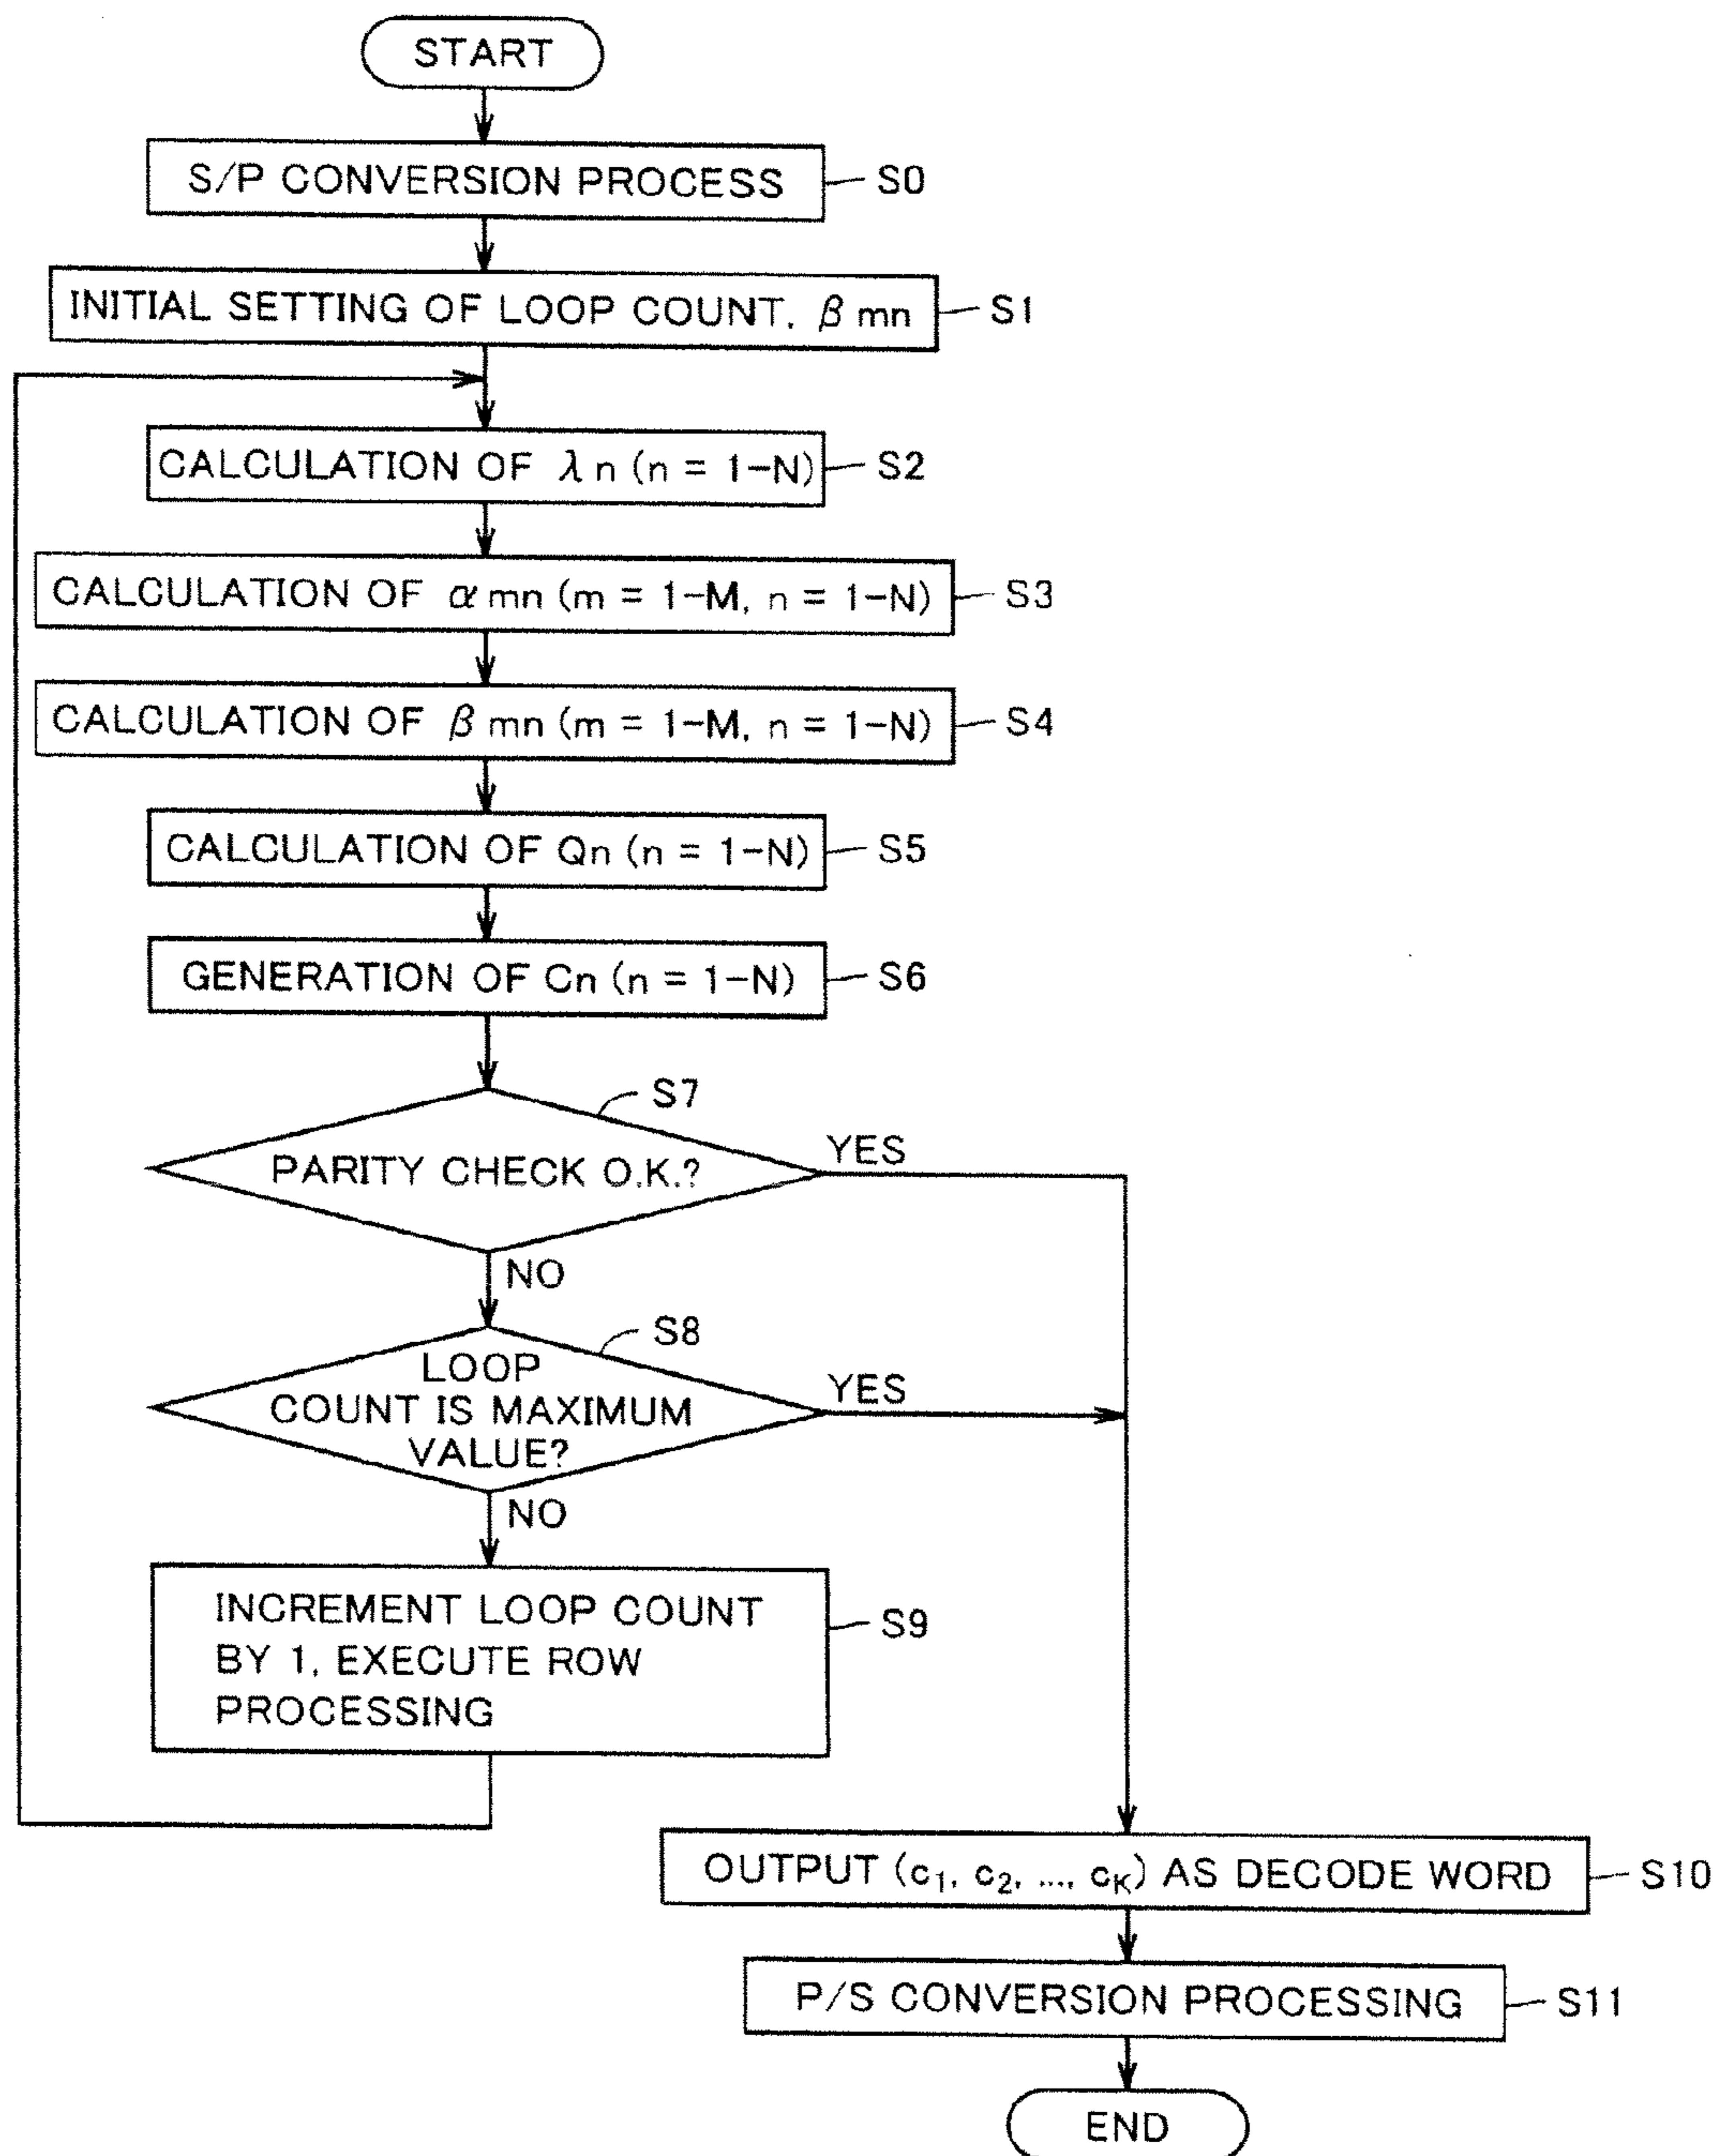 START
S/P CONVERSION PROCESS
S0
INITIAL SETTING OF LOOP COUNT, β mn
S1
CALCULATION OF λ n (n = 1-N)
S2
CALCULATION OF α mn (m = 1-M, n = 1-N)
S3
CALCULATION OF β mn (m = 1-M, n = 1-N)
S4
CALCULATION OF Qn (n = 1-N)
S5
GENERATION OF Cn (n = 1-N)
S6
S7
PARITY CHECK O.K.?
YES
NO
S8
LOOP
COUNT IS MAXIMUM
VALUE?
YES
NO
INCREMENT LOOP COUNT
BY 1, EXECUTE ROW
PROCESSING
S9
OUTPUT (c₁, c₂, ..., c_K) AS DECODE WORD
S10
P/S CONVERSION PROCESSING
S11
END